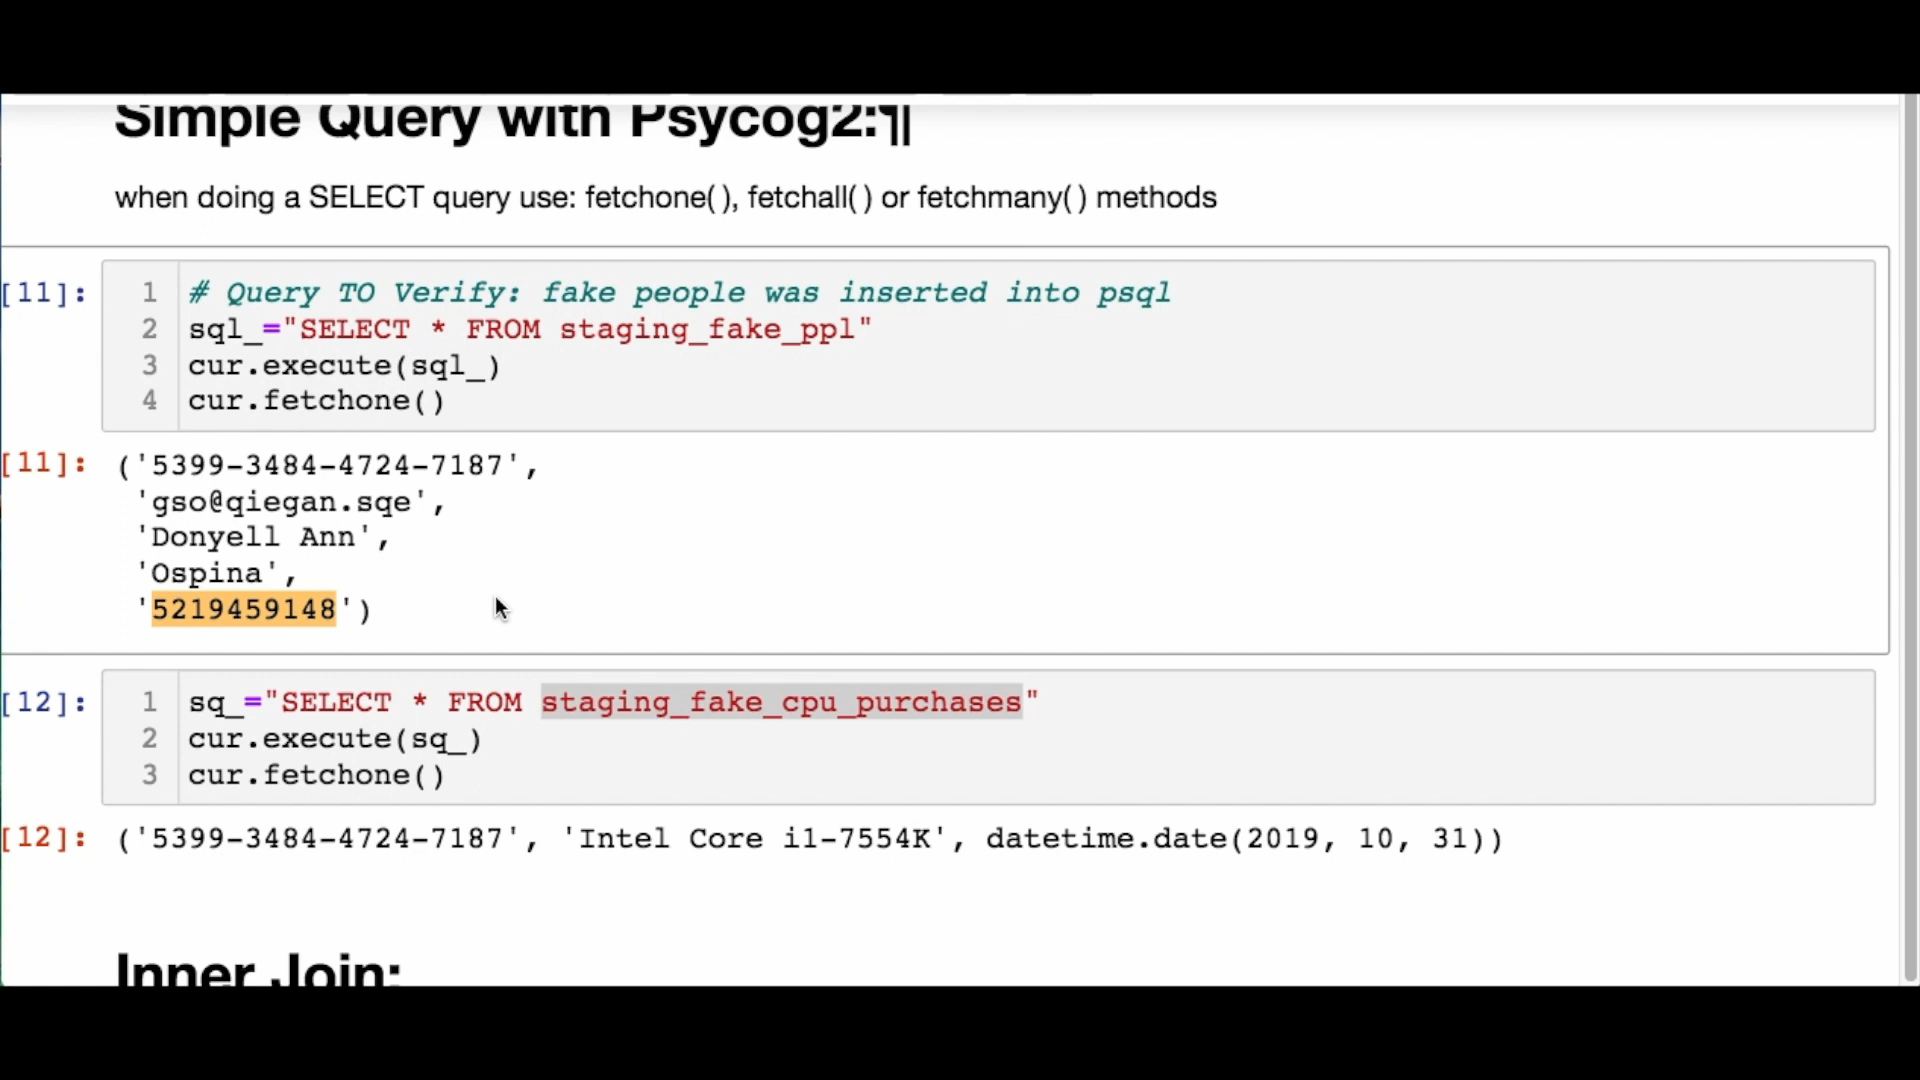 Simple Query with Psycog2:¶
when doing a SELECT query use: fetchone(), fetchall() or fetchmany() methods
[11]:
1 # Query TO Verify: fake people was inserted into psql
2 sql_="SELECT * FROM staging_fake_ppl"
3 cur.execute(sql_)
4 cur.fetchone()
[11]: ('5399-3484-4724-7187',
'gso@qiegan.sqe',
'Donyell Ann',
'Ospina',
'5219459148')
[12]:
1 sq_="SELECT * FROM staging_fake_cpu_purchases"
2 cur.execute(sq_)
3 cur.fetchone()
[12]: ('5399-3484-4724-7187', 'Intel Core i1-7554K', datetime.date(2019, 10, 31))
Inner Join: